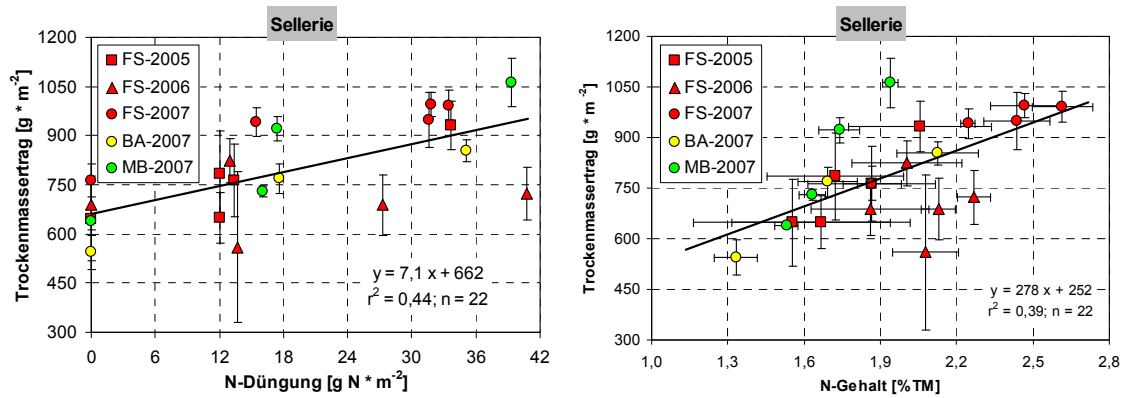 Sellerie
Trockenmassertrag [g * m⁻²]
1200
1050
900
750
600
450
300
FS-2005
FS-2006
FS-2007
BA-2007
MB-2007
y = 7,1 x + 662
r² = 0,44; n = 22
0 6 12 18 24 30 36 42
N-Düngung [g N * m⁻²]
Sellerie
Trockenmassertrag [g * m⁻²]
1200
1050
900
750
600
450
300
FS-2005
FS-2006
FS-2007
BA-2007
MB-2007
y = 278 x + 252
r² = 0,39; n = 22
1,0 1,3 1,6 1,9 2,2 2,5 2,8
N-Gehalt [%TM]